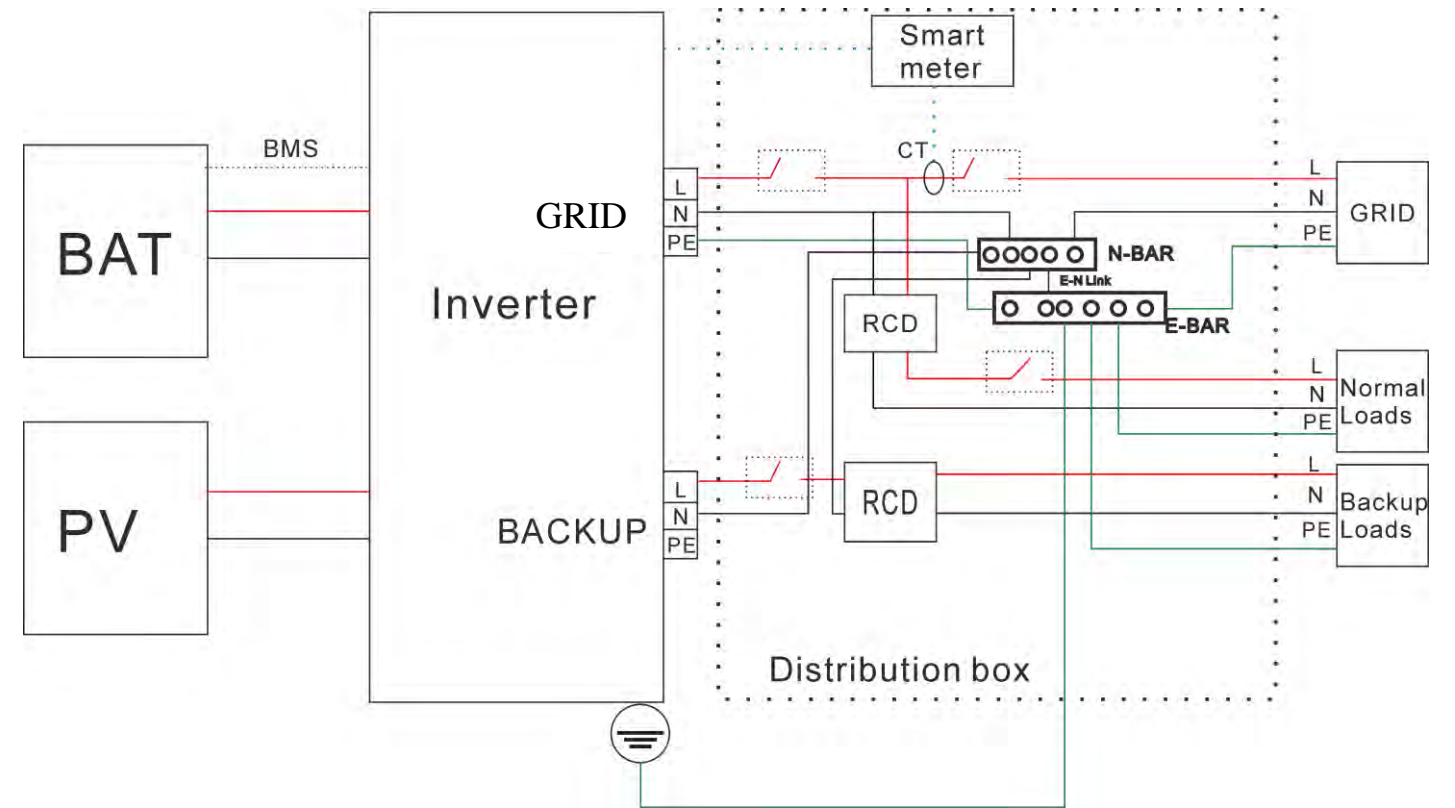 Smart
meter
BMS
CT
BAT
L
GRID
N
PE
L
N
GRID
PE
N-BAR
E-N Link
E-BAR
Inverter
RCD
L
N
Normal
PE
Loads
PV
L
BACKUP
N
PE
RCD
L
N
Backup
PE
Loads
Distribution box